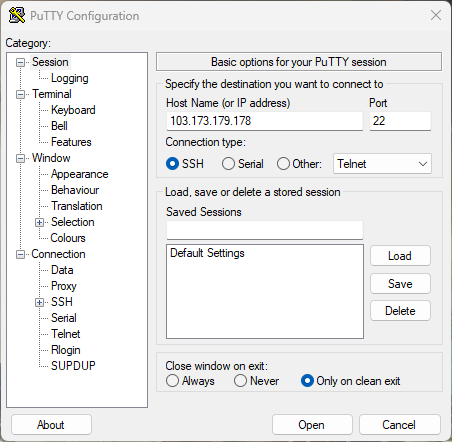 PuTTY Configuration
Category:
Session
Logging
Terminal
Keyboard
Bell
Features
Window
Appearance
Behaviour
Translation
Selection
Colours
Connection
Data
Proxy
SSH
Serial
Telnet
Rlogin
SUPDUP
Basic options for your PuTTY session
Specify the destination you want to connect to
Host Name (or IP address) Port
103.173.179.178 22
Connection type:
SSH Serial Other: Telnet
Load, save or delete a stored session
Saved Sessions
Default Settings
Load
Save
Delete
Close window on exit:
Always Never Only on clean exit
About Open Cancel